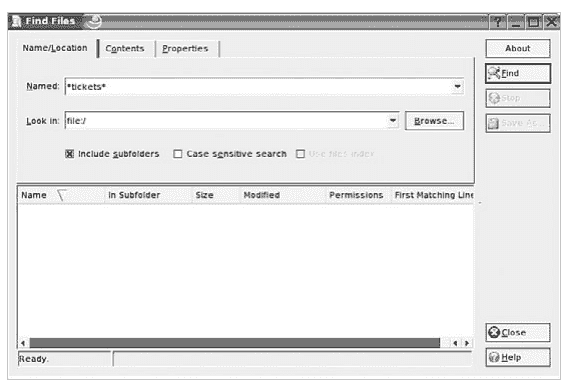 Find Files
Name/Location Contents Properties
About
Named: *tickets*
Find
Stop
Look in: file:/ Browse...
Save As...
Include subfolders Case sensitive search Use files index
Name In Subfolder Size Modified Permissions First Matching Line
Close
Ready.
Help